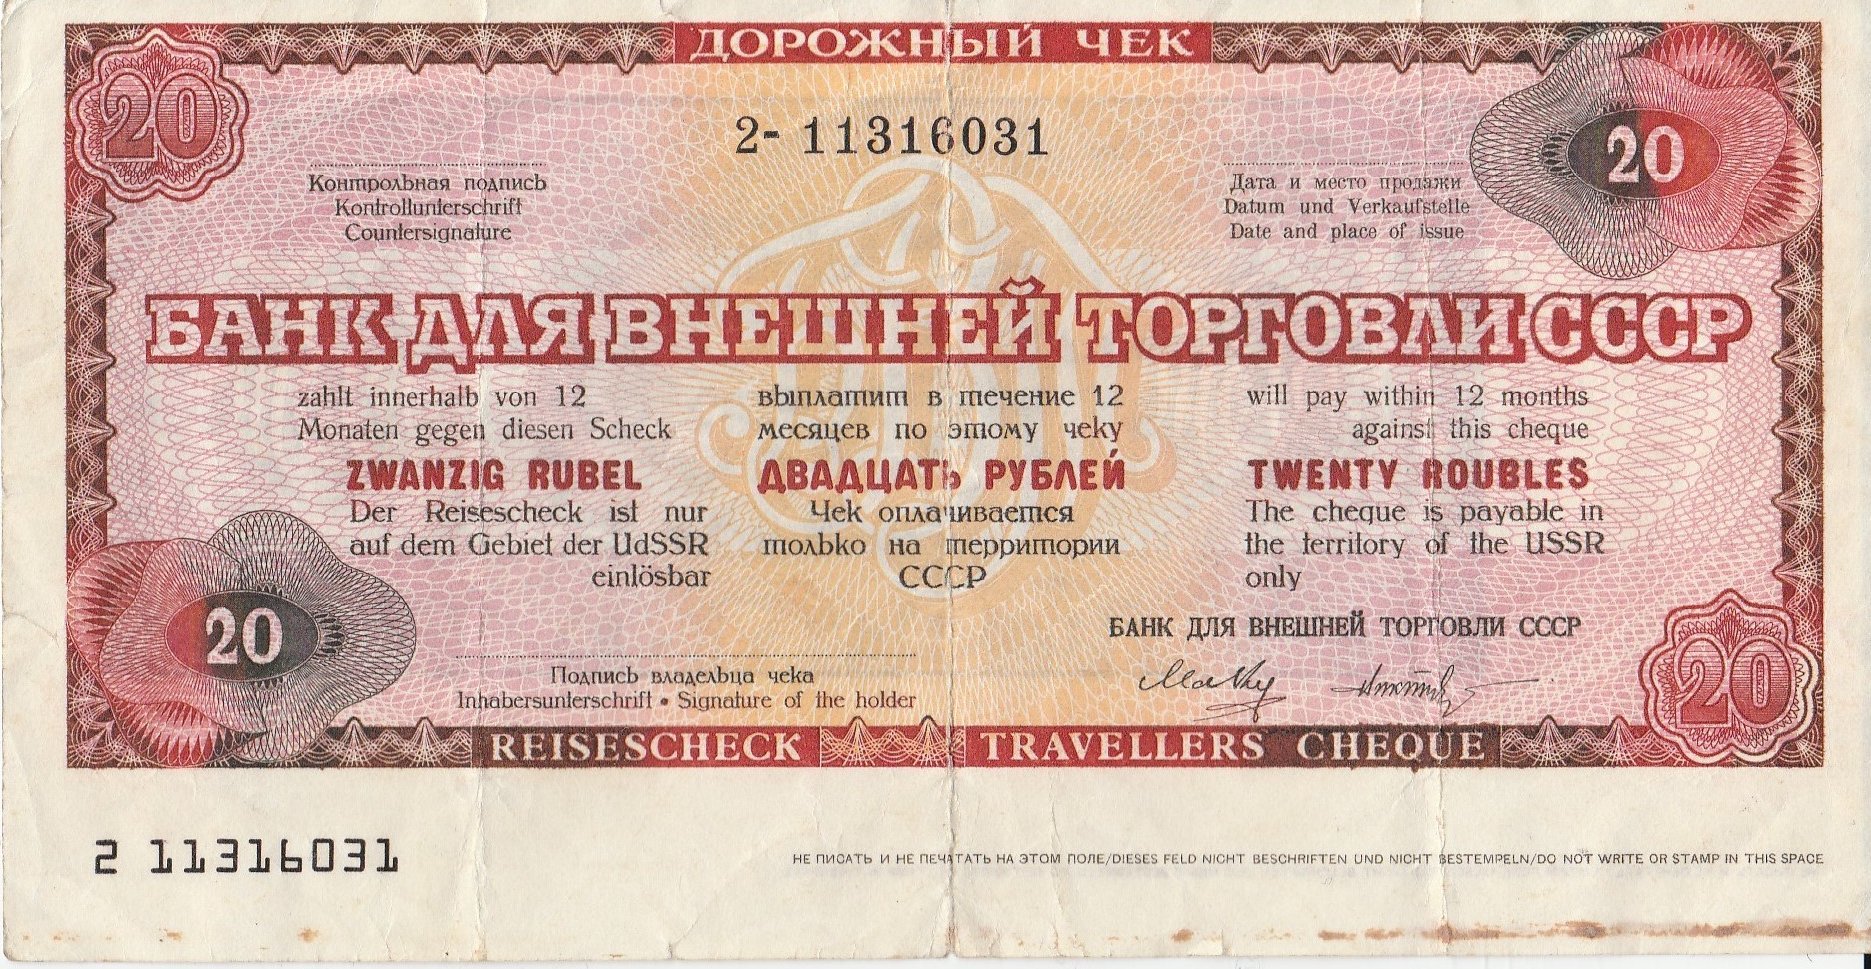 ДОРОЖНЫЙ ЧЕК
20
20
2- 11316031
Контрольная подпись
Kontrollunterschrift
Countersignature
Дата и место продажи
Datum und Verkaufstelle
Date and place of issue
БАНК ДЛЯ ВНЕШНЕЙ ТОРГОВЛИ СССР
zahlt innerhalb von 12
Monaten gegen diesen Scheck
ZWANZIG RUBEL
Der Reisescheck ist nur
auf dem Gebiet der UdSSR
einlösbar
выплатит в течение 12
месяцев по этому чеку
ДВАДЦАТЬ РУБЛЕЙ
Чек оплачивается
только на территории
СССР
will pay within 12 months
against this cheque
TWENTY ROUBLES
The cheque is payable in
the territory of the USSR
only
20
БАНК ДЛЯ ВНЕШНЕЙ ТОРГОВЛИ СССР
Подпись владельца чека
Inhabersunterschrift • Signature of the holder
20
REISESCHECK
TRAVELLERS CHEQUE
2 11316031
НЕ ПИСАТЬ И НЕ ПЕЧАТАТЬ НА ЭТОМ ПОЛЕ/DIESES FELD NICHT BESCHRIFTEN UND NICHT BESTEMPELN/DO NOT WRITE OR STAMP IN THIS SPACE